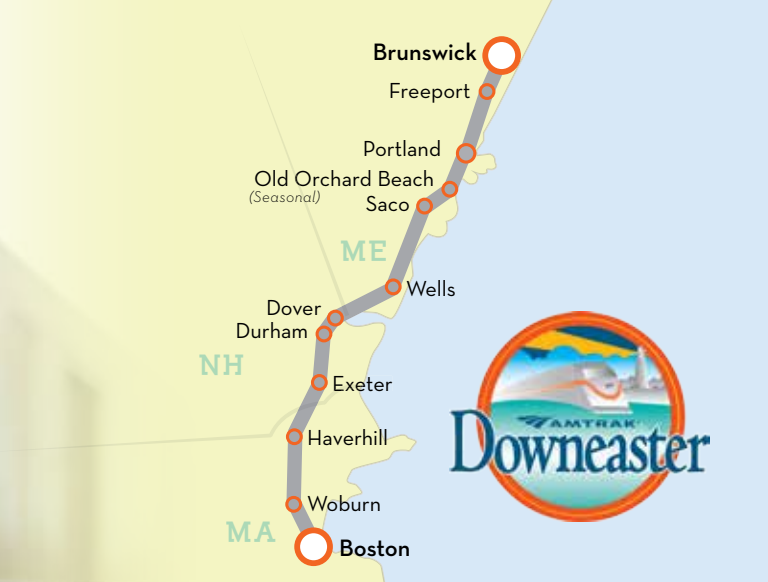 Brunswick
Freeport
Portland
Old Orchard Beach
(Seasonal)
Saco
ME
Wells
Dover
Durham
NH
Exeter
Haverhill
Woburn
MA
Boston
AMTRAK
Downeaster